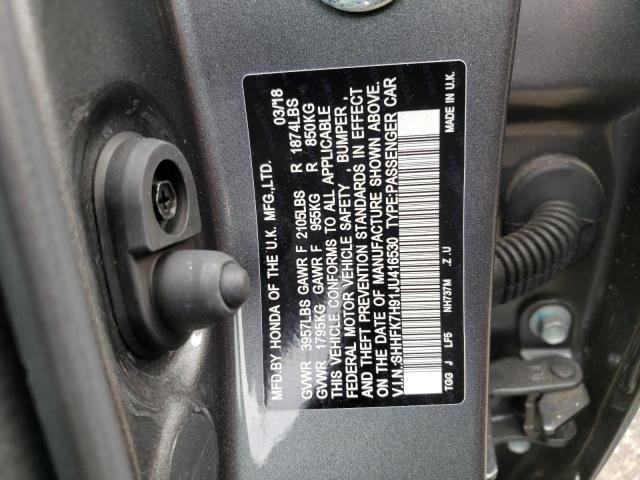 MFD.BY HONDA OF THE U.K. MFG.,LTD. 03/18
GVWR 3957LBS GAWR F 2105LBS R 1874LBS
GVWR 1795KG GAWR F 955KG R 850KG
THIS VEHICLE CONFORMS TO ALL APPLICABLE
FEDERAL MOTOR VEHICLE SAFETY , BUMPER ,
AND THEFT PREVENTION STANDARDS IN EFFECT
ON THE DATE OF MANUFACTURE SHOWN ABOVE.
V.I.N.:SHHFK7H91JU416530 TYPE:PASSENGER CAR
TGG J LF5 NH737M .Z.U MADE IN U.K.